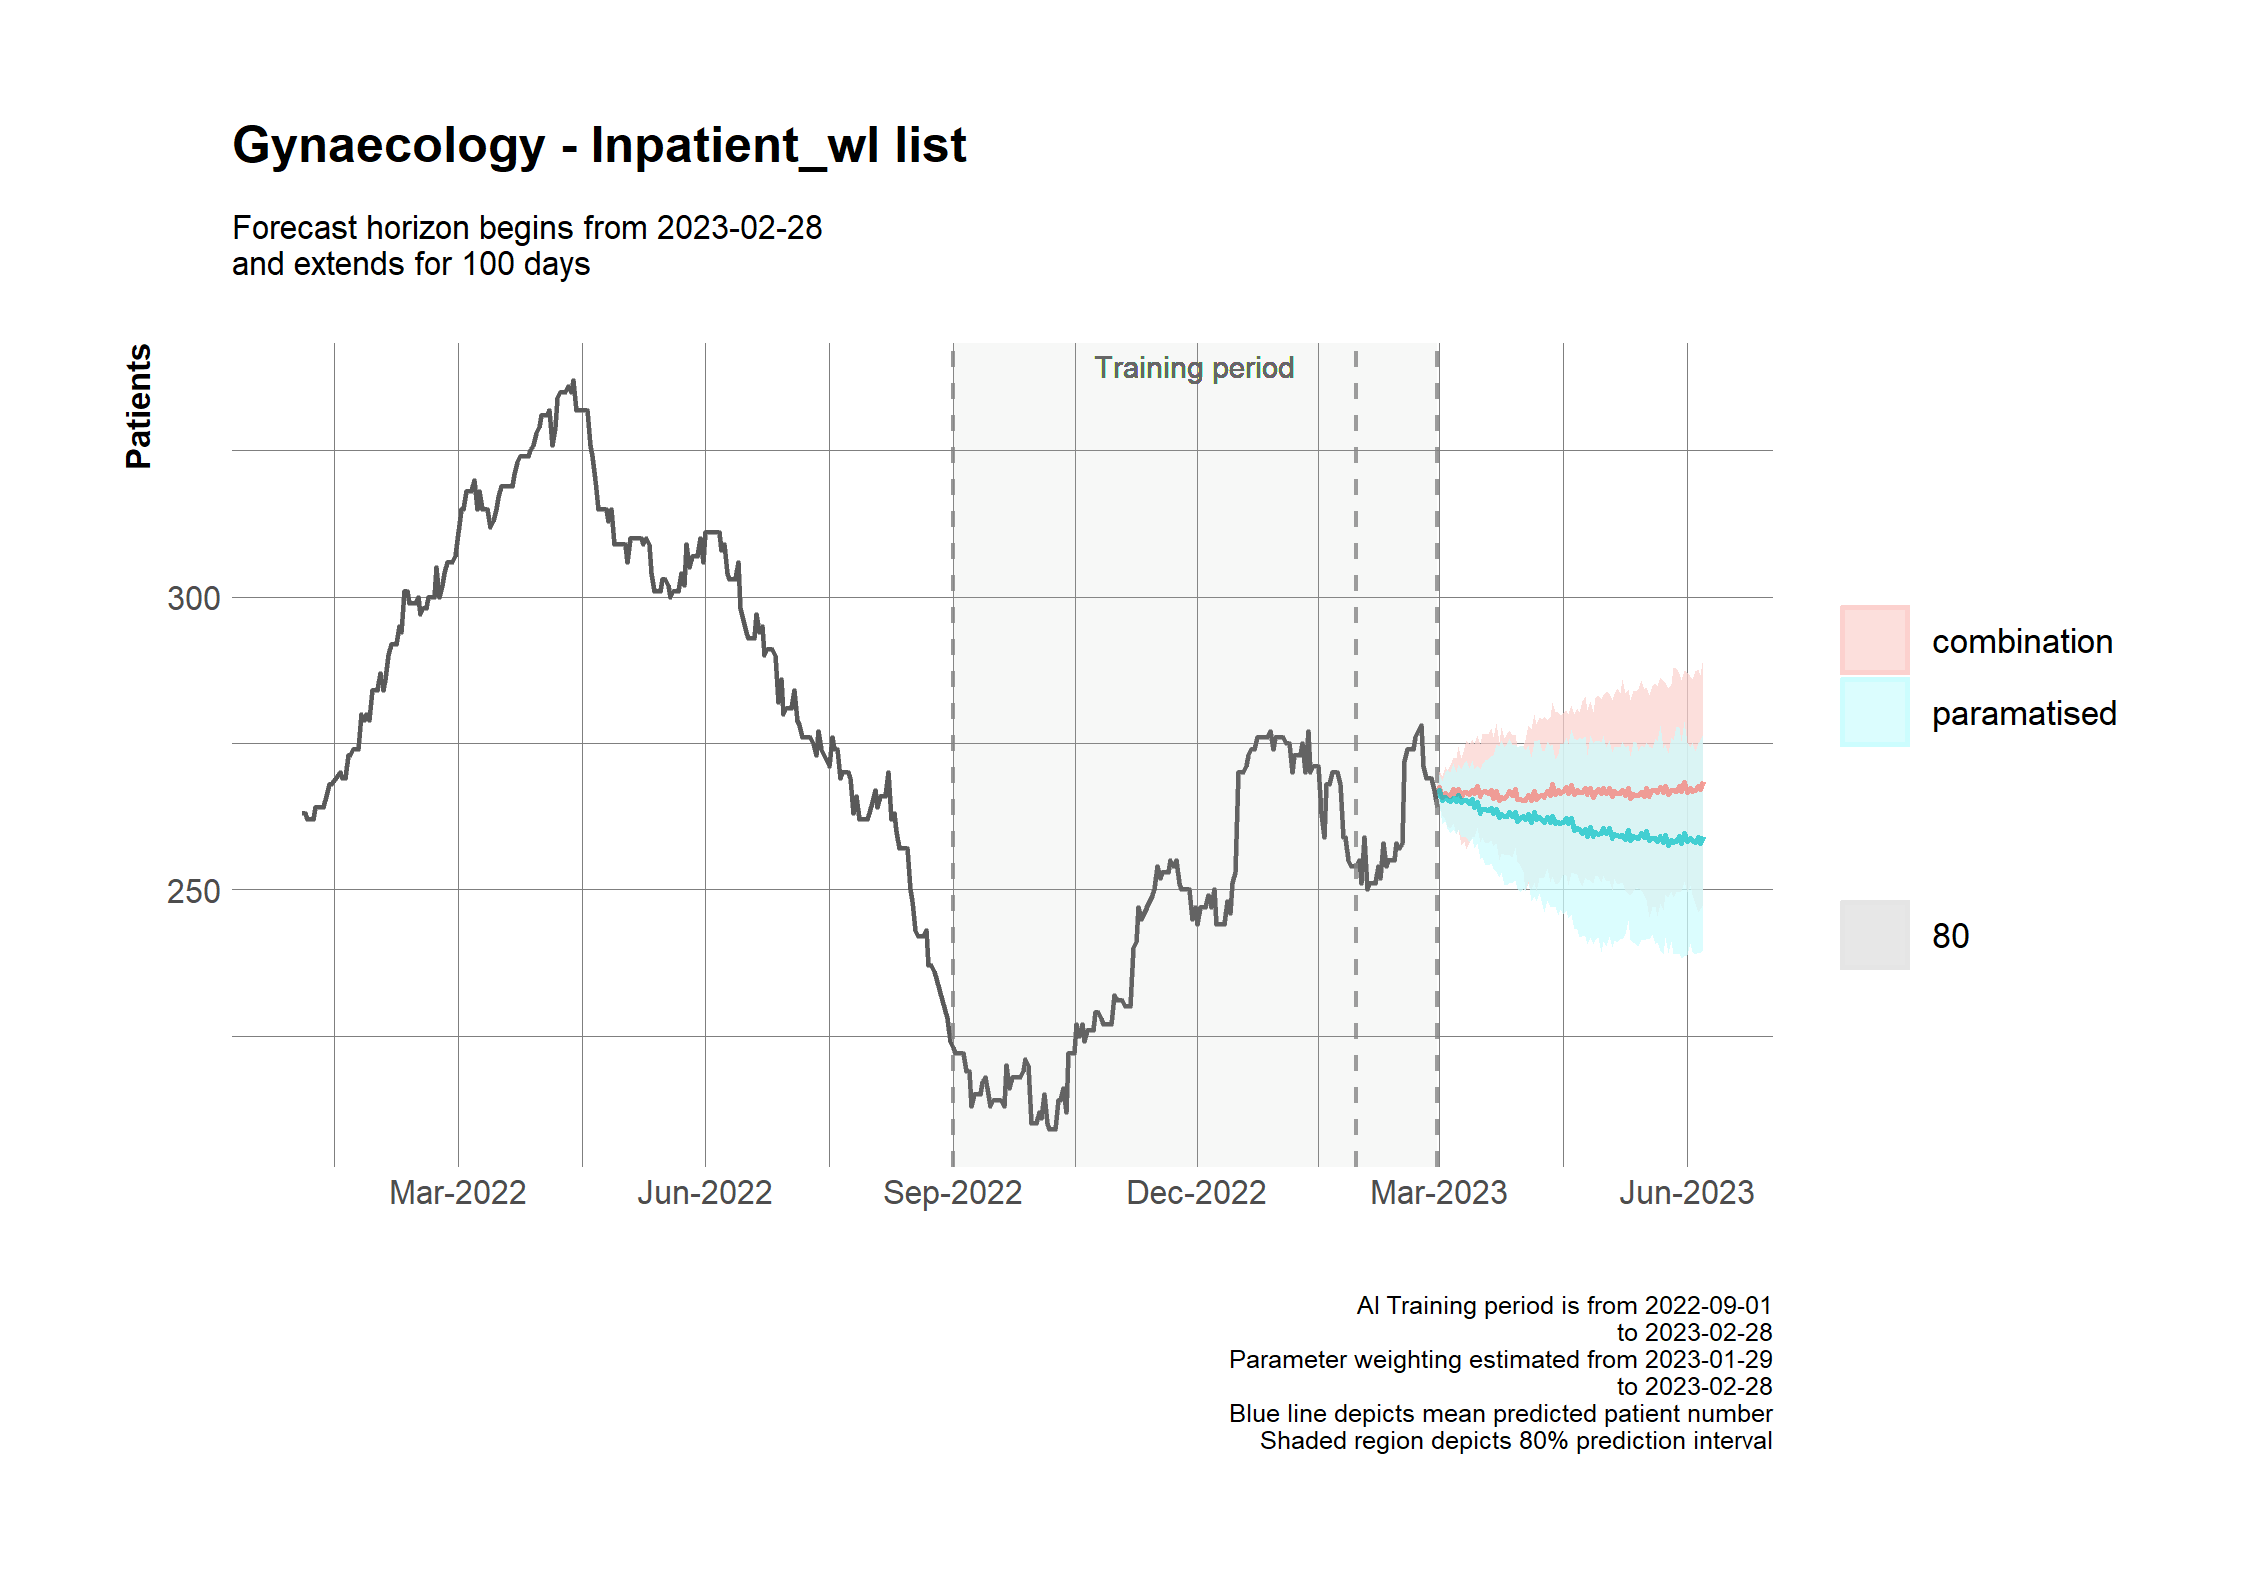 Gynaecology - Inpatient_wl list
Forecast horizon begins from 2023-02-28
and extends for 100 days
Patients
Training period
300
250
combination
paramatised
80
Mar-2022
Jun-2022
Sep-2022
Dec-2022
Mar-2023
Jun-2023
AI Training period is from 2022-09-01
to 2023-02-28
Parameter weighting estimated from 2023-01-29
to 2023-02-28
Blue line depicts mean predicted patient number
Shaded region depicts 80% prediction interval